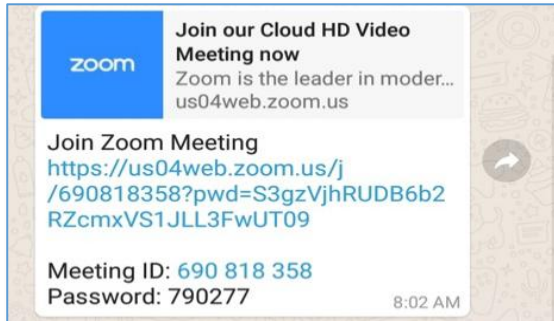 zoom
Join our Cloud HD Video
Meeting now
Zoom is the leader in moder...
us04web.zoom.us
Join Zoom Meeting
https://us04web.zoom.us/j
/690818358?pwd=S3gzVjhRUDB6b2
RZcmxVS1JLL3FwUT09
Meeting ID: 690 818 358
Password: 790277
8:02 AM